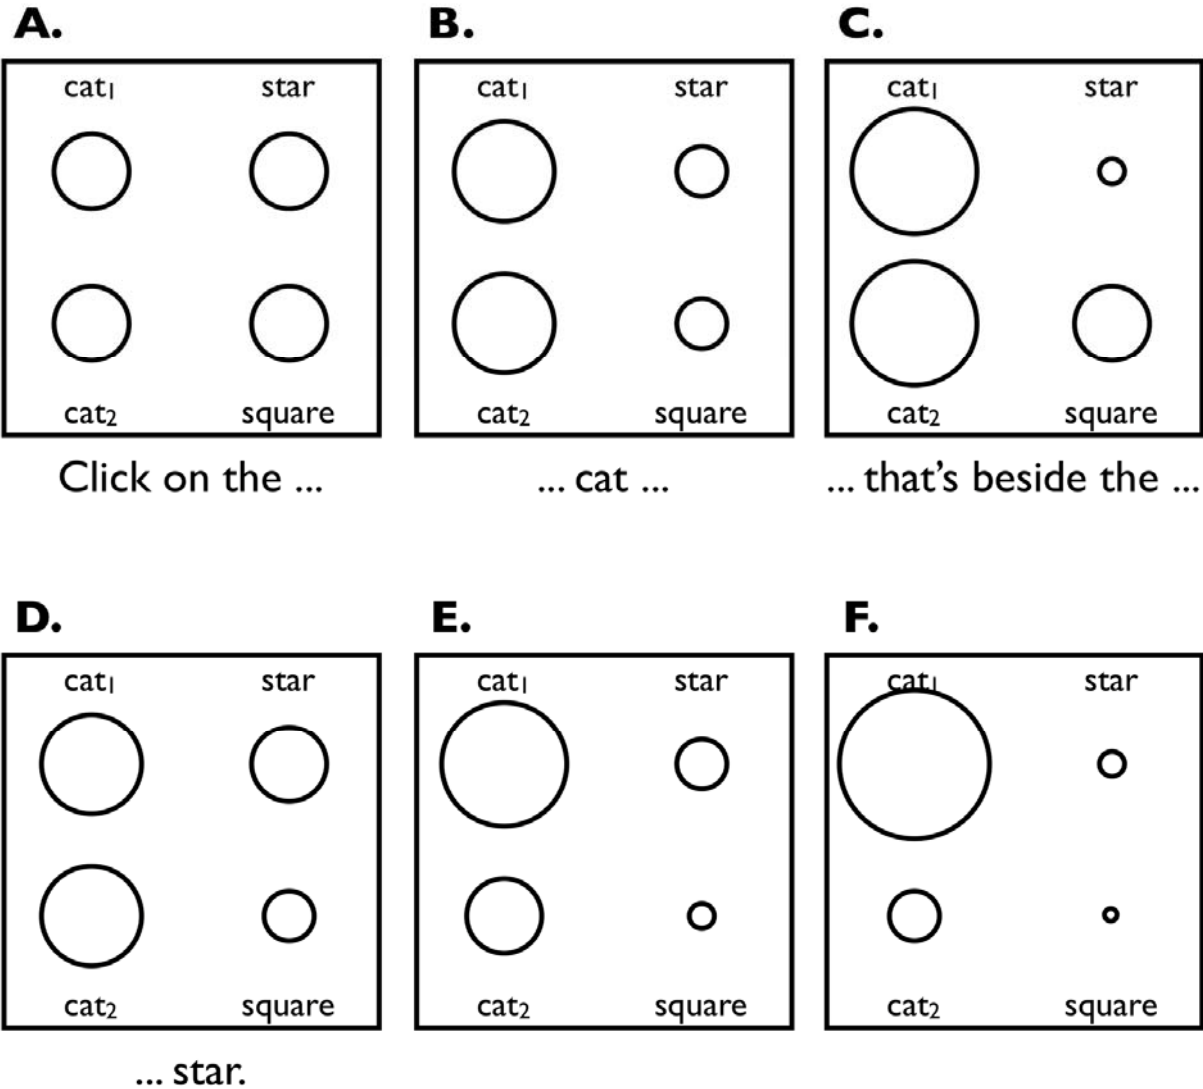 A. B. C.
cat₁ star cat₁ star cat₁ star
cat₂ square cat₂ square cat₂ square
Click on the ... ... cat ... ... that’s beside the ...
D. E. F.
cat₁ star cat₁ star cat₁ star
cat₂ square cat₂ square cat₂ square
... star.